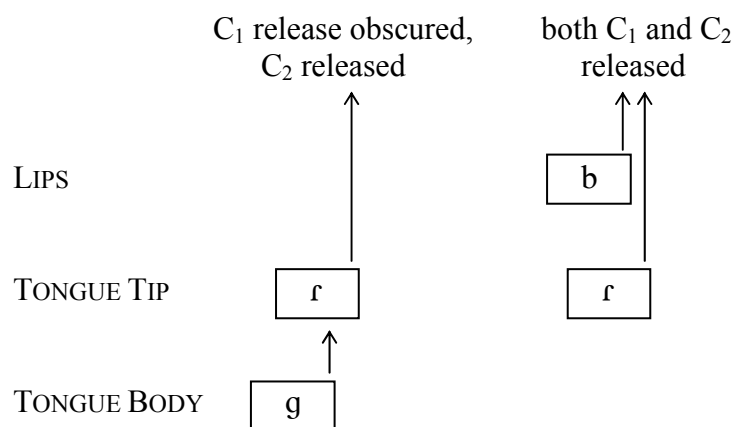 C₁ release obscured, both C₁ and C₂
C₂ released released
LIPS b
TONGUE TIP ɾ ɾ
TONGUE BODY g